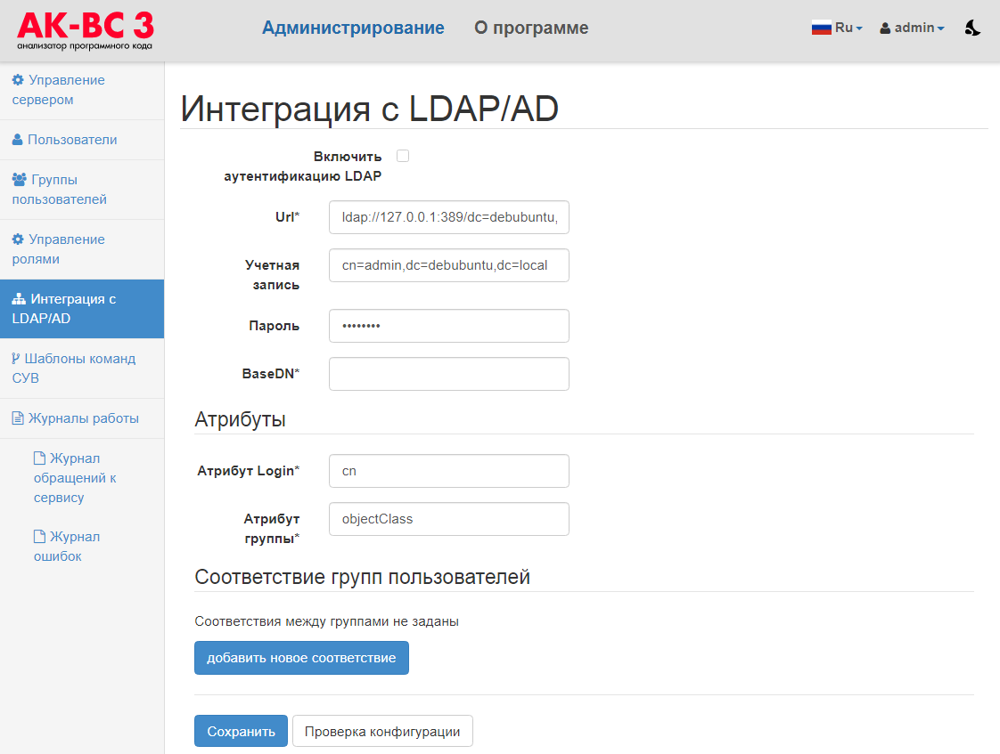 АК-ВС 3
анализатор программного кода
Администрирование
О программе
Ru
admin
Управление
сервером
Пользователи
Группы
пользователей
Управление
ролями
Интеграция с
LDAP/AD
Шаблоны команд
СУВ
Журналы работы
Журнал
обращений к
сервису
Журнал
ошибок
Интеграция с LDAP/AD
Включить
аутентификацию LDAP
Url*
ldap://127.0.0.1:389/dc=debubuntu,
Учетная
запись
cn=admin,dc=debubuntu,dc=local
Пароль
••••••••
BaseDN*
Атрибуты
Атрибут Login*
cn
Атрибут
группы*
objectClass
Соответствие групп пользователей
Соответствия между группами не заданы
добавить новое соответствие
Сохранить
Проверка конфигурации